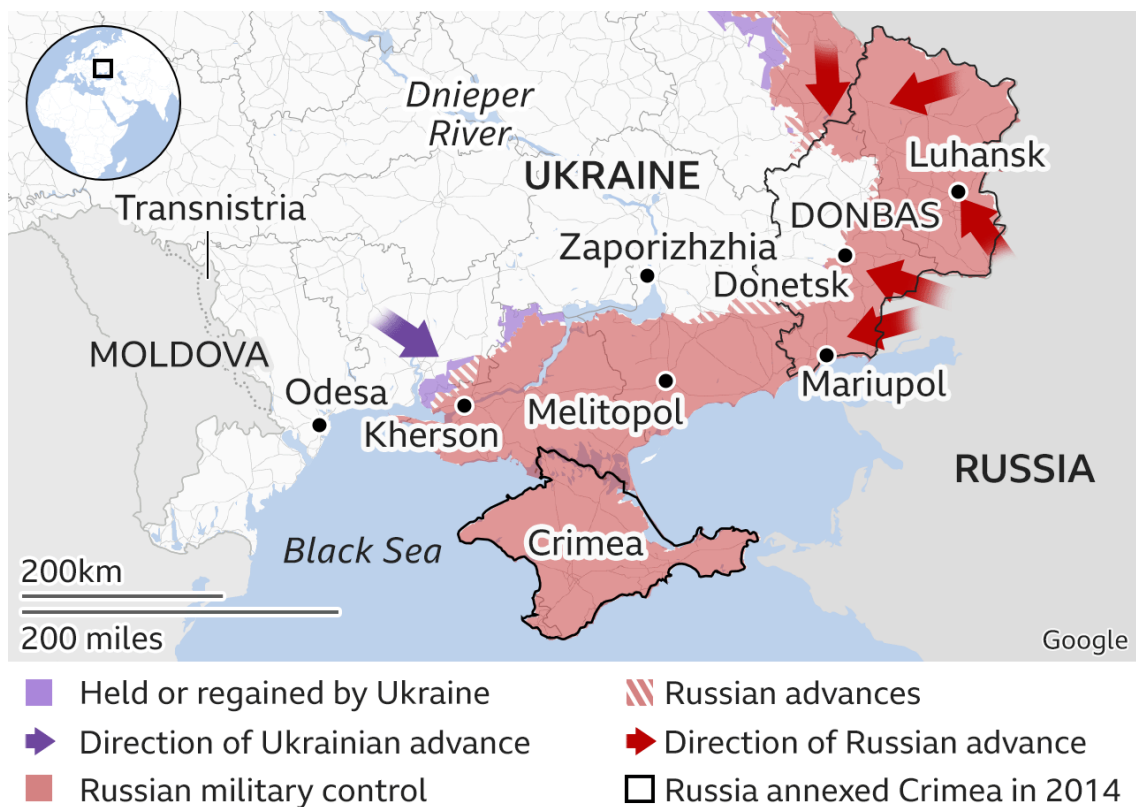 Dnieper
River
UKRAINE
Luhansk
Transnistria
DONBAS
Zaporizhzhia
Donetsk
MOLDOVA
Odesa
Mariupol
Melitopol
Kherson
RUSSIA
Crimea
Black Sea
200km
200 miles
Google
Held or regained by Ukraine
Russian advances
Direction of Ukrainian advance
Direction of Russian advance
Russian military control
Russia annexed Crimea in 2014